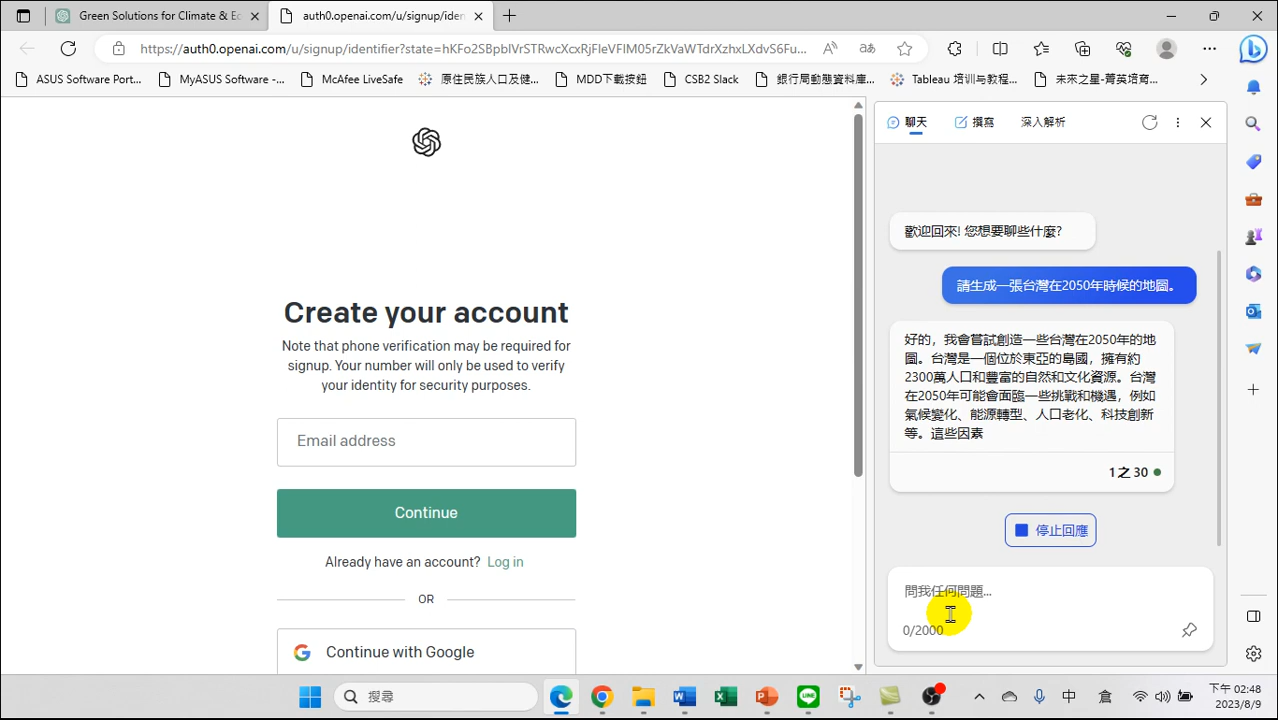 Green Solutions for Climate & Ec
auth0.openai.com/u/signup/iden
https://auth0.openai.com/u/signup/identifier?state=hKFo2SBpblVrSTRwcXcxRjFleVFIM05rZkVaWTdrXzhxLXdvS6Fu...
ASUS Software Port...
MyASUS Software -...
McAfee LiveSafe
原住民族人口及健...
MDD下載按鈕
CSB2 Slack
銀行局動態資料庫...
Tableau 培训与教程...
未來之星-菁英培育...
Create your account
Note that phone verification may be required for
signup. Your number will only be used to verify
your identity for security purposes.
Email address
Continue
Already have an account? Log in
OR
Continue with Google
聊天
撰寫
深入解析
歡迎回來! 您想要聊些什麼?
請生成一張台灣在2050年時候的地圖。
好的，我會嘗試創造一些台灣在2050年的地
圖。台灣是一個位於東亞的島國，擁有約
2300萬人口和豐富的自然和文化資源。台灣
在2050年可能會面臨一些挑戰和機遇，例如
氣候變化、能源轉型、人口老化、科技創新
等。這些因素
1 之 30
停止回應
問我任何問題...
0/2000
搜尋
中
下午 02:48
2023/8/9